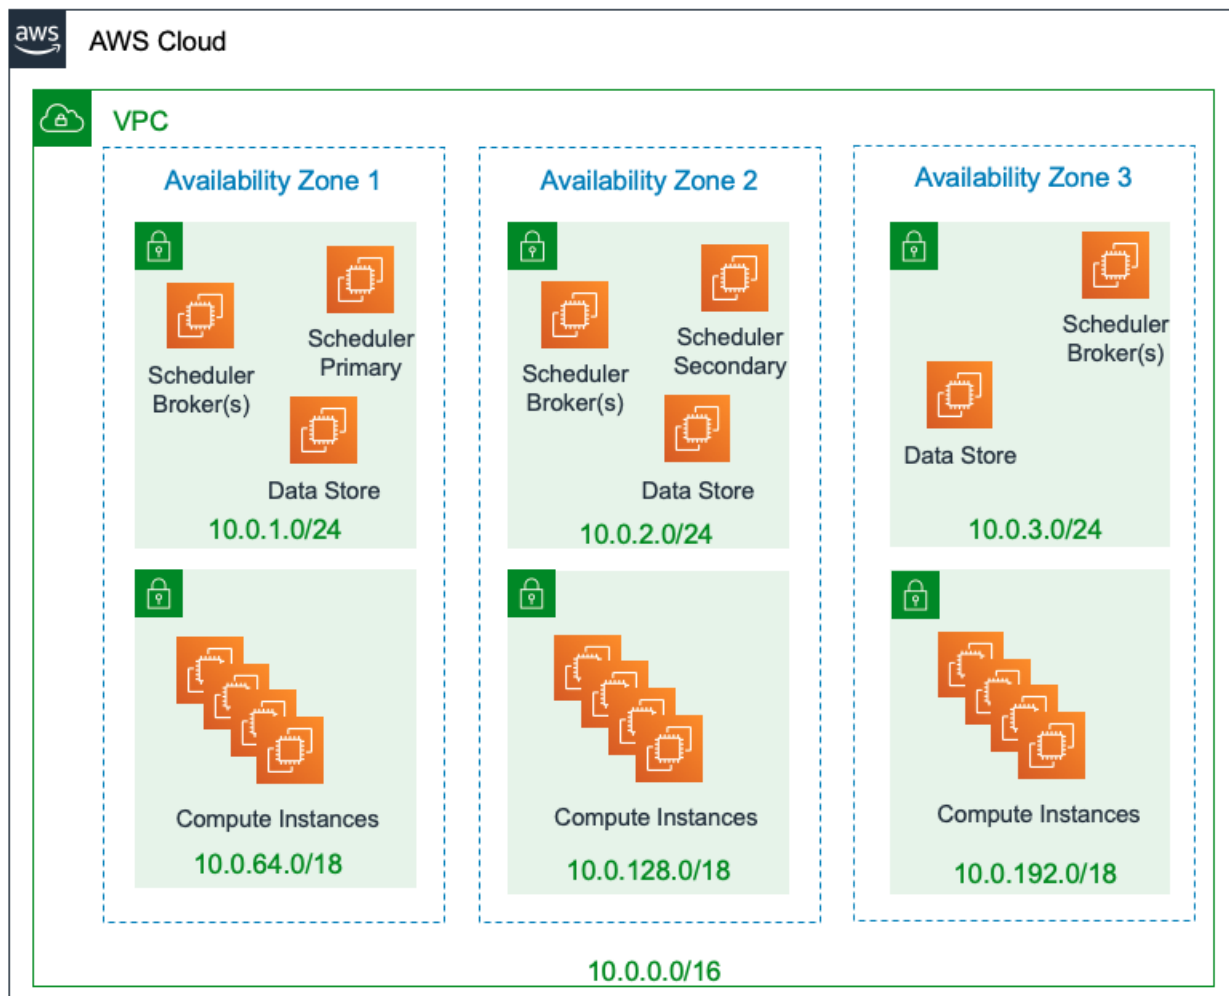 aws
AWS Cloud
VPC
Availability Zone 1
Scheduler
Primary
Scheduler
Broker(s)
Data Store
10.0.1.0/24
Compute Instances
10.0.64.0/18
Availability Zone 2
Scheduler
Secondary
Scheduler
Broker(s)
Data Store
10.0.2.0/24
Compute Instances
10.0.128.0/18
Availability Zone 3
Scheduler
Broker(s)
Data Store
10.0.3.0/24
Compute Instances
10.0.192.0/18
10.0.0.0/16